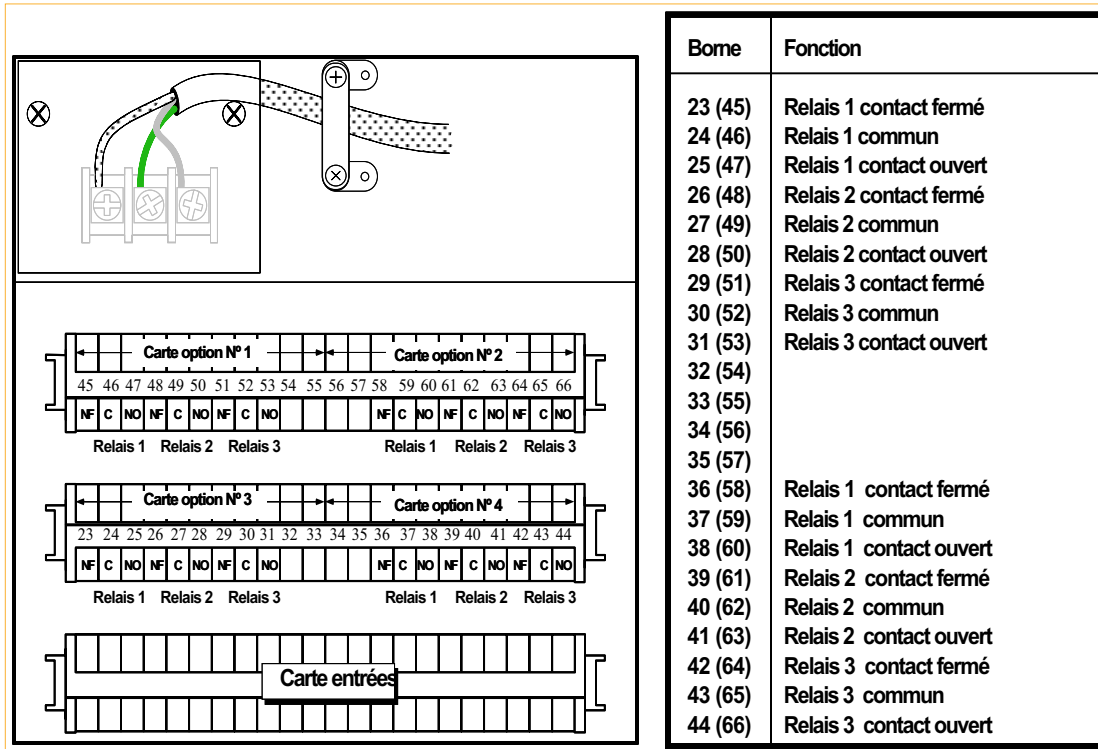 Carte option Nº 1 Carte option Nº 2
45 46 47 48 49 50 51 52 53 54 55 56 57 58 59 60 61 62 63 64 65 66
NF C NO NF C NO NF C NO NF C NO NF C NO NF C NO
Relais 1 Relais 2 Relais 3 Relais 1 Relais 2 Relais 3
Carte option Nº 3 Carte option Nº 4
23 24 25 26 27 28 29 30 31 32 33 34 35 36 37 38 39 40 41 42 43 44
NF C NO NF C NO NF C NO NF C NO NF C NO NF C NO
Relais 1 Relais 2 Relais 3 Relais 1 Relais 2 Relais 3
Carte entrées
Borne Fonction
23 (45) Relais 1 contact fermé
24 (46) Relais 1 commun
25 (47) Relais 1 contact ouvert
26 (48) Relais 2 contact fermé
27 (49) Relais 2 commun
28 (50) Relais 2 contact ouvert
29 (51) Relais 3 contact fermé
30 (52) Relais 3 commun
31 (53) Relais 3 contact ouvert
32 (54)
33 (55)
34 (56)
35 (57)
36 (58) Relais 1 contact fermé
37 (59) Relais 1 commun
38 (60) Relais 1 contact ouvert
39 (61) Relais 2 contact fermé
40 (62) Relais 2 commun
41 (63) Relais 2 contact ouvert
42 (64) Relais 3 contact fermé
43 (65) Relais 3 commun
44 (66) Relais 3 contact ouvert